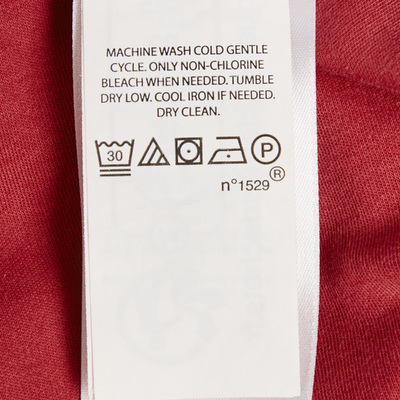 MACHINE WASH COLD GENTLE
CYCLE. ONLY NON-CHLORINE
BLEACH WHEN NEEDED. TUMBLE
DRY LOW. COOL IRON IF NEEDED.
DRY CLEAN.
30 P
n°1529 ®